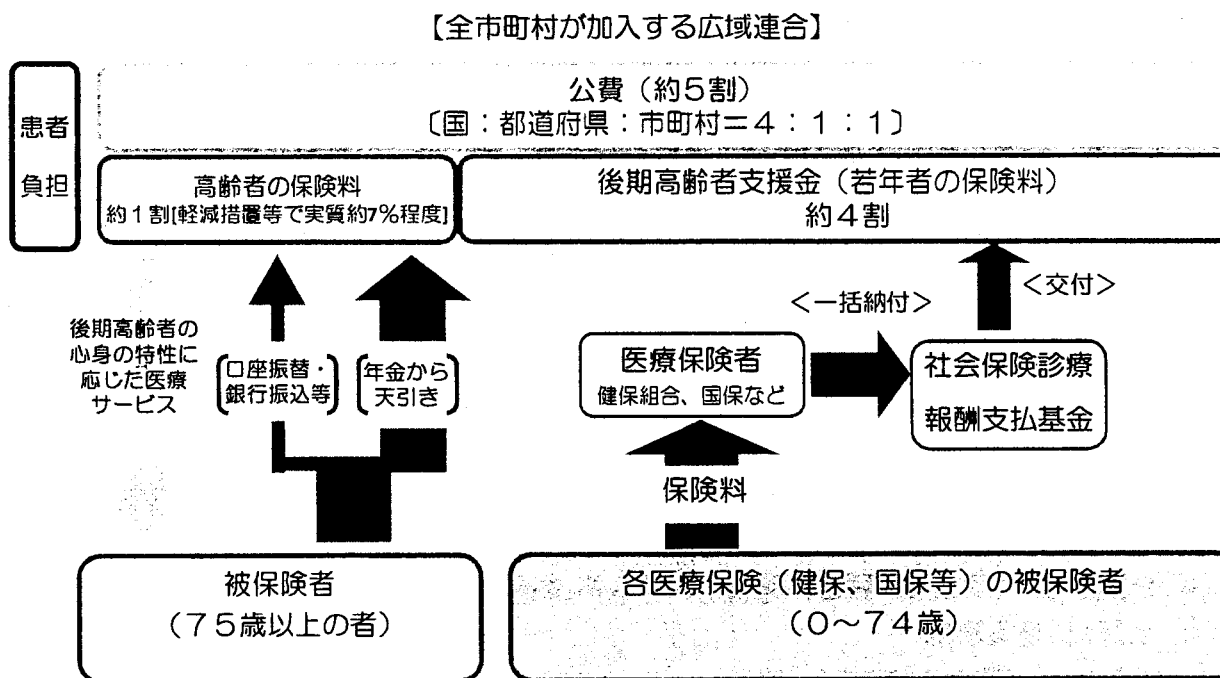 【全市町村が加入する広域連合】
患者
負担
公費（約５割）
〔国：都道府県：市町村＝４：１：１〕
高齢者の保険料
約１割[軽減措置等で実質約7％程度]
後期高齢者支援金（若年者の保険料）
約４割
後期高齢者の
心身の特性に
応じた医療
サービス
口座振替・
銀行振込等
年金から
天引き
医療保険者
健保組合、国保など
＜一括納付＞
＜交付＞
社会保険診療
報酬支払基金
保険料
被保険者
（７５歳以上の者）
各医療保険（健保、国保等）の被保険者
（０～７４歳）